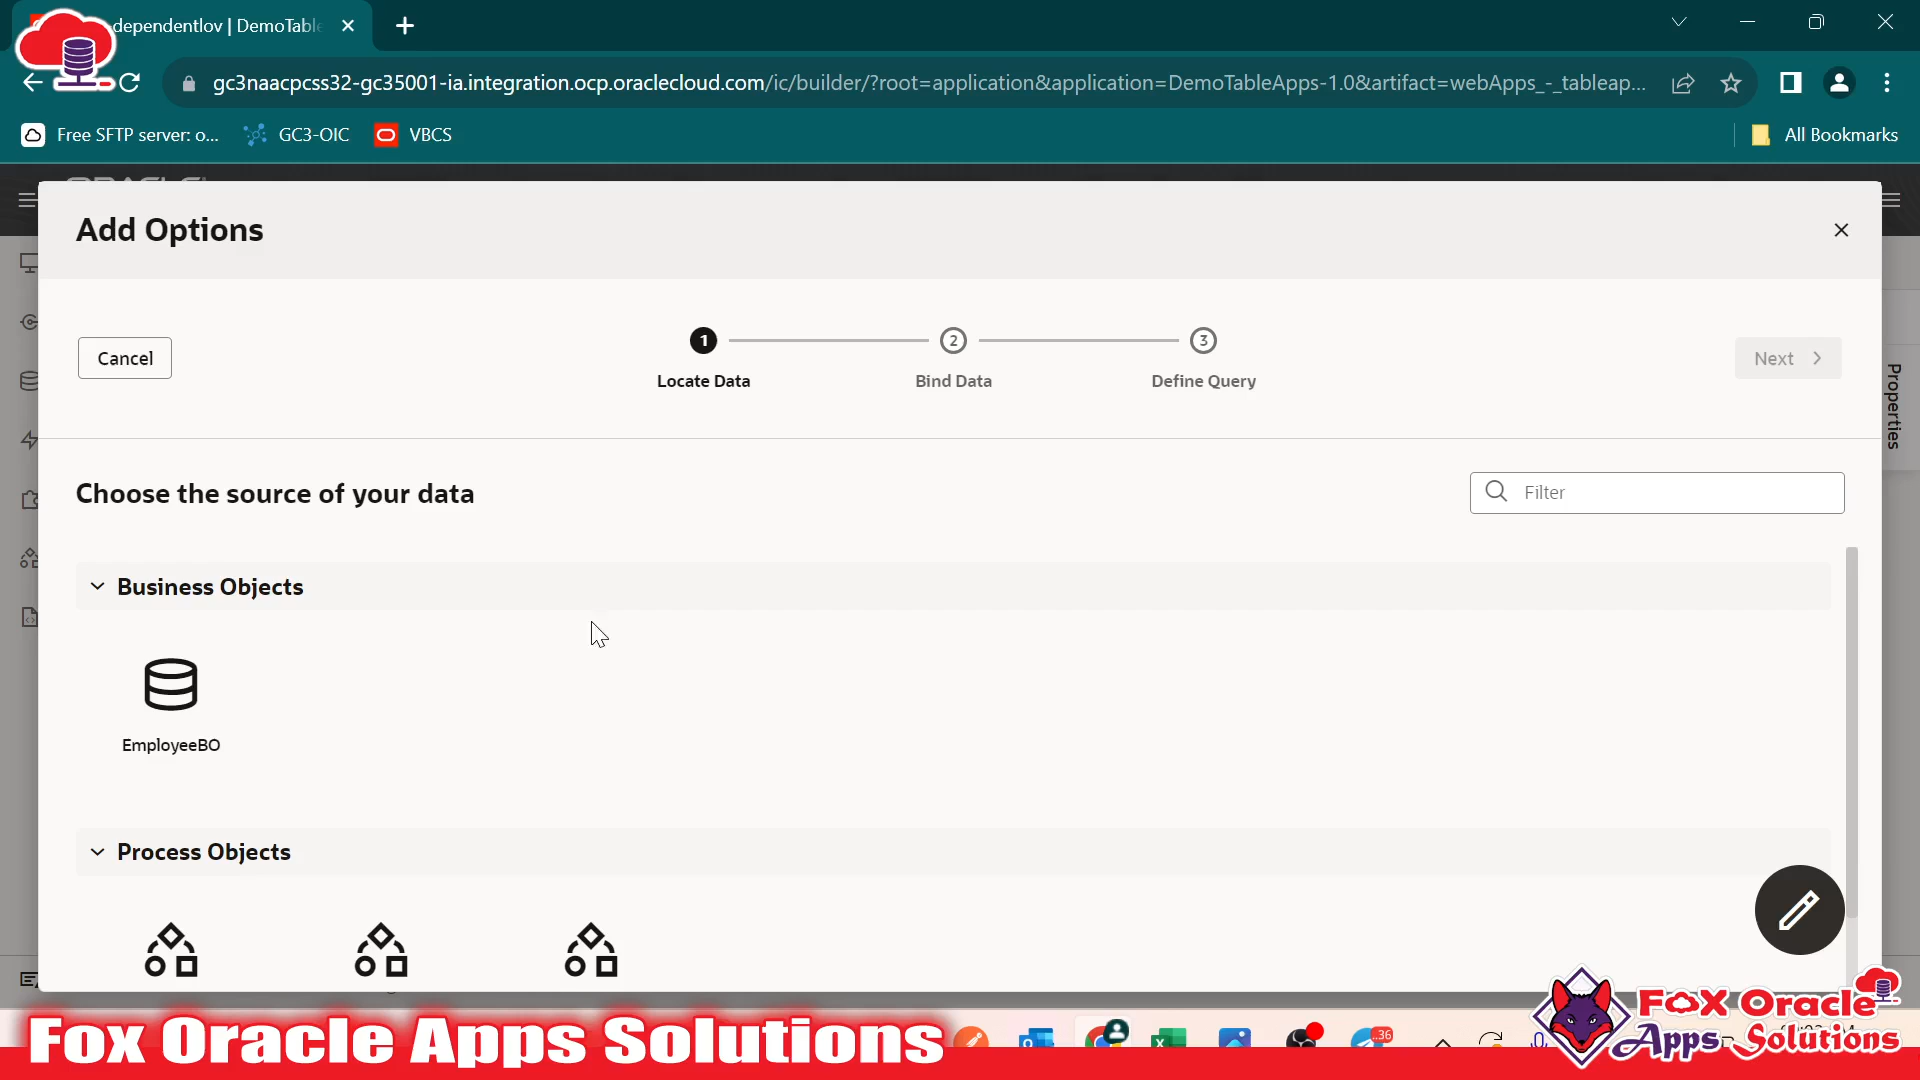 dependentlov | DemoTable
gc3naacpcss32-gc35001-ia.integration.ocp.oraclecloud.com/ic/builder/?root=application&application=DemoTableApps-1.0&artifact=webApps_-_tableap...
Free SFTP server: o...
GC3-OIC
VBCS
All Bookmarks
Add Options
Cancel
1
2
3
Next
Locate Data
Bind Data
Define Query
Properties
Choose the source of your data
Filter
Business Objects
EmployeeBO
Process Objects
Fox Oracle Apps Solutions
36
Fox Oracle
Apps Solutions